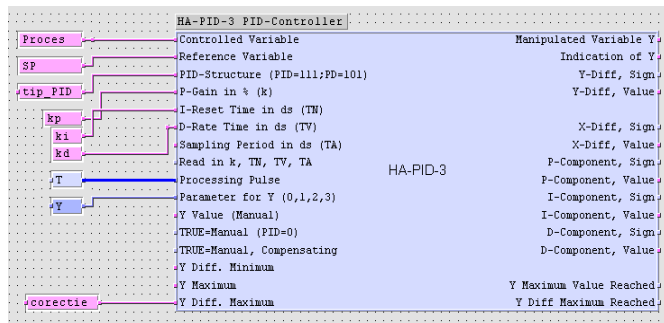 HA-PID-3 PID-Controller
Proces
Controlled Variable
Manipulated Variable Y
SP
Reference Variable
Indication of Y
tip_PID
PID-Structure (PID=111;PD=101)
Y-Diff, Sign
kp
P-Gain in % (k)
Y-Diff, Value
ki
I-Reset Time in ds (TN)
kd
D-Rate Time in ds (TV)
X-Diff, Sign
Sampling Period in ds (TA)
X-Diff, Value
Read in k, TN, TV, TA
HA-PID-3
P-Component, Sign
T
Processing Pulse
P-Component, Value
Y
Parameter for Y (0,1,2,3)
I-Component, Sign
Y Value (Manual)
I-Component, Value
TRUE=Manual (PID=0)
D-Component, Sign
TRUE=Manual, Compensating
D-Component, Value
Y Diff. Minimum
Y Maximum
Y Maximum Value Reached
corectie
Y Diff. Maximum
Y Diff Maximum Reached